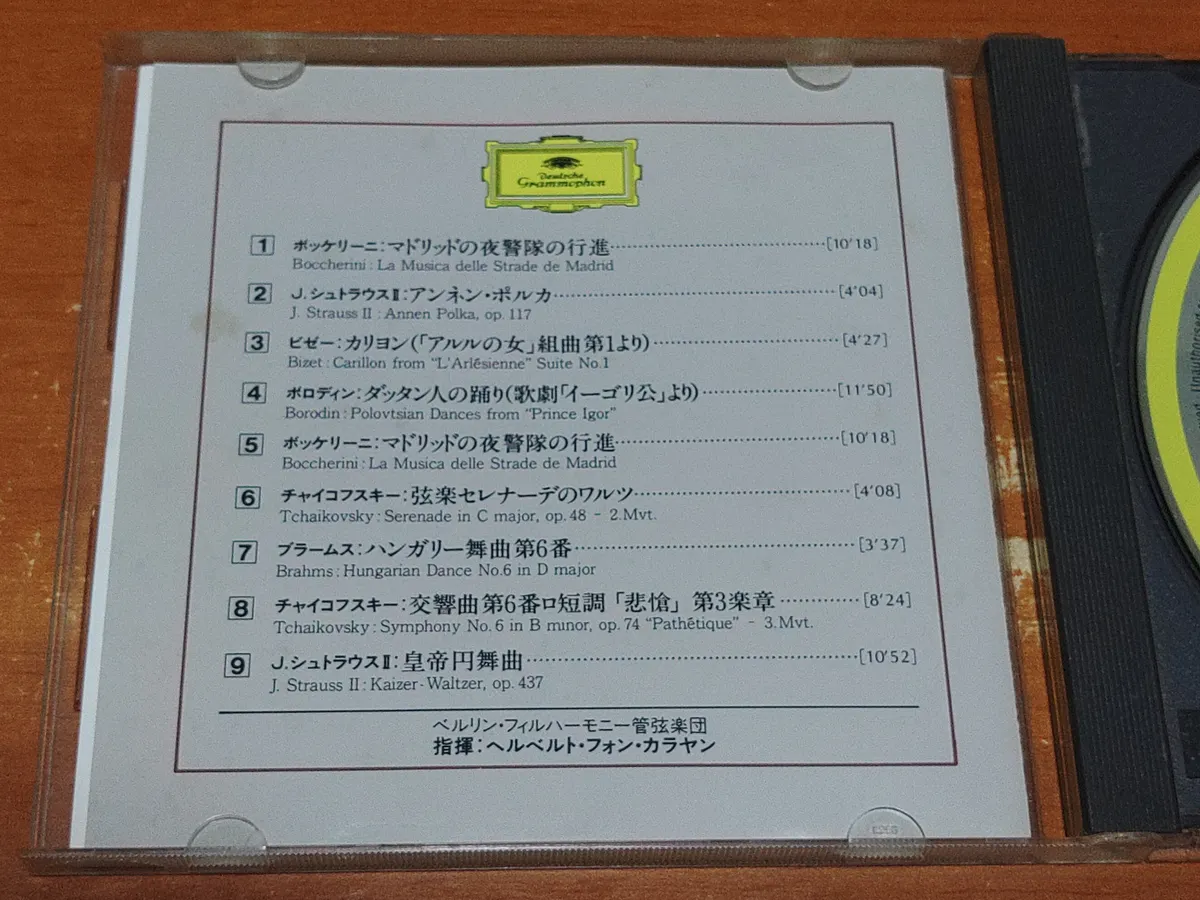 Deutsche
Grammophon
1 ボッケリーニ：マドリッドの夜警隊の行進……[10'18]
Boccherini : La Musica delle Strade de Madrid
2 J.シュトラウスⅡ：アンネン・ポルカ……[4'04]
J. Strauss II : Annen Polka, op. 117
3 ビゼー：カリヨン(「アルルの女」組曲第1より)……[4'27]
Bizet : Carillon from "L'Arlésienne" Suite No.1
4 ボロディン：ダッタン人の踊り(歌劇「イーゴリ公」より)……[11'50]
Borodin : Polovtsian Dances from "Prince Igor"
5 ボッケリーニ：マドリッドの夜警隊の行進……[10'18]
Boccherini : La Musica delle Strade de Madrid
6 チャイコフスキー：弦楽セレナーデのワルツ……[4'08]
Tchaikovsky : Serenade in C major, op. 48 － 2.Mvt.
7 ブラームス：ハンガリー舞曲第6番……[3'37]
Brahms : Hungarian Dance No.6 in D major
8 チャイコフスキー：交響曲第6番ロ短調「悲愴」第3楽章……[8'24]
Tchaikovsky : Symphony No. 6 in B minor, op. 74 "Pathétique" － 3.Mvt.
9 J.シュトラウスⅡ：皇帝円舞曲……[10'52]
J. Strauss II : Kaizer-Waltzer, op. 437
ベルリン・フィルハーモニー管弦楽団
指揮：ヘルベルト・フォン・カラヤン